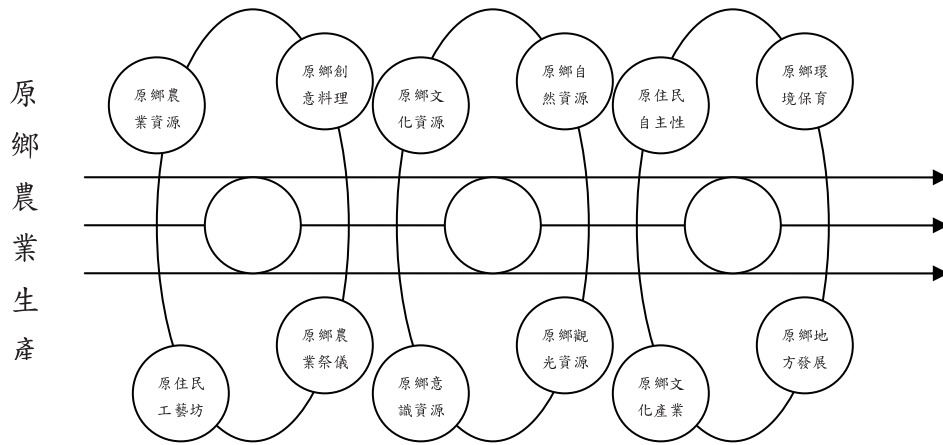 原鄉農業生產
原鄉農
業資源
原鄉創
意料理
原鄉文
化資源
原鄉自
然資源
原住民
自主性
原鄉環
境保育
原住民
工藝坊
原鄉農
業祭儀
原鄉意
識資源
原鄉觀
光資源
原鄉文
化產業
原鄉地
方發展